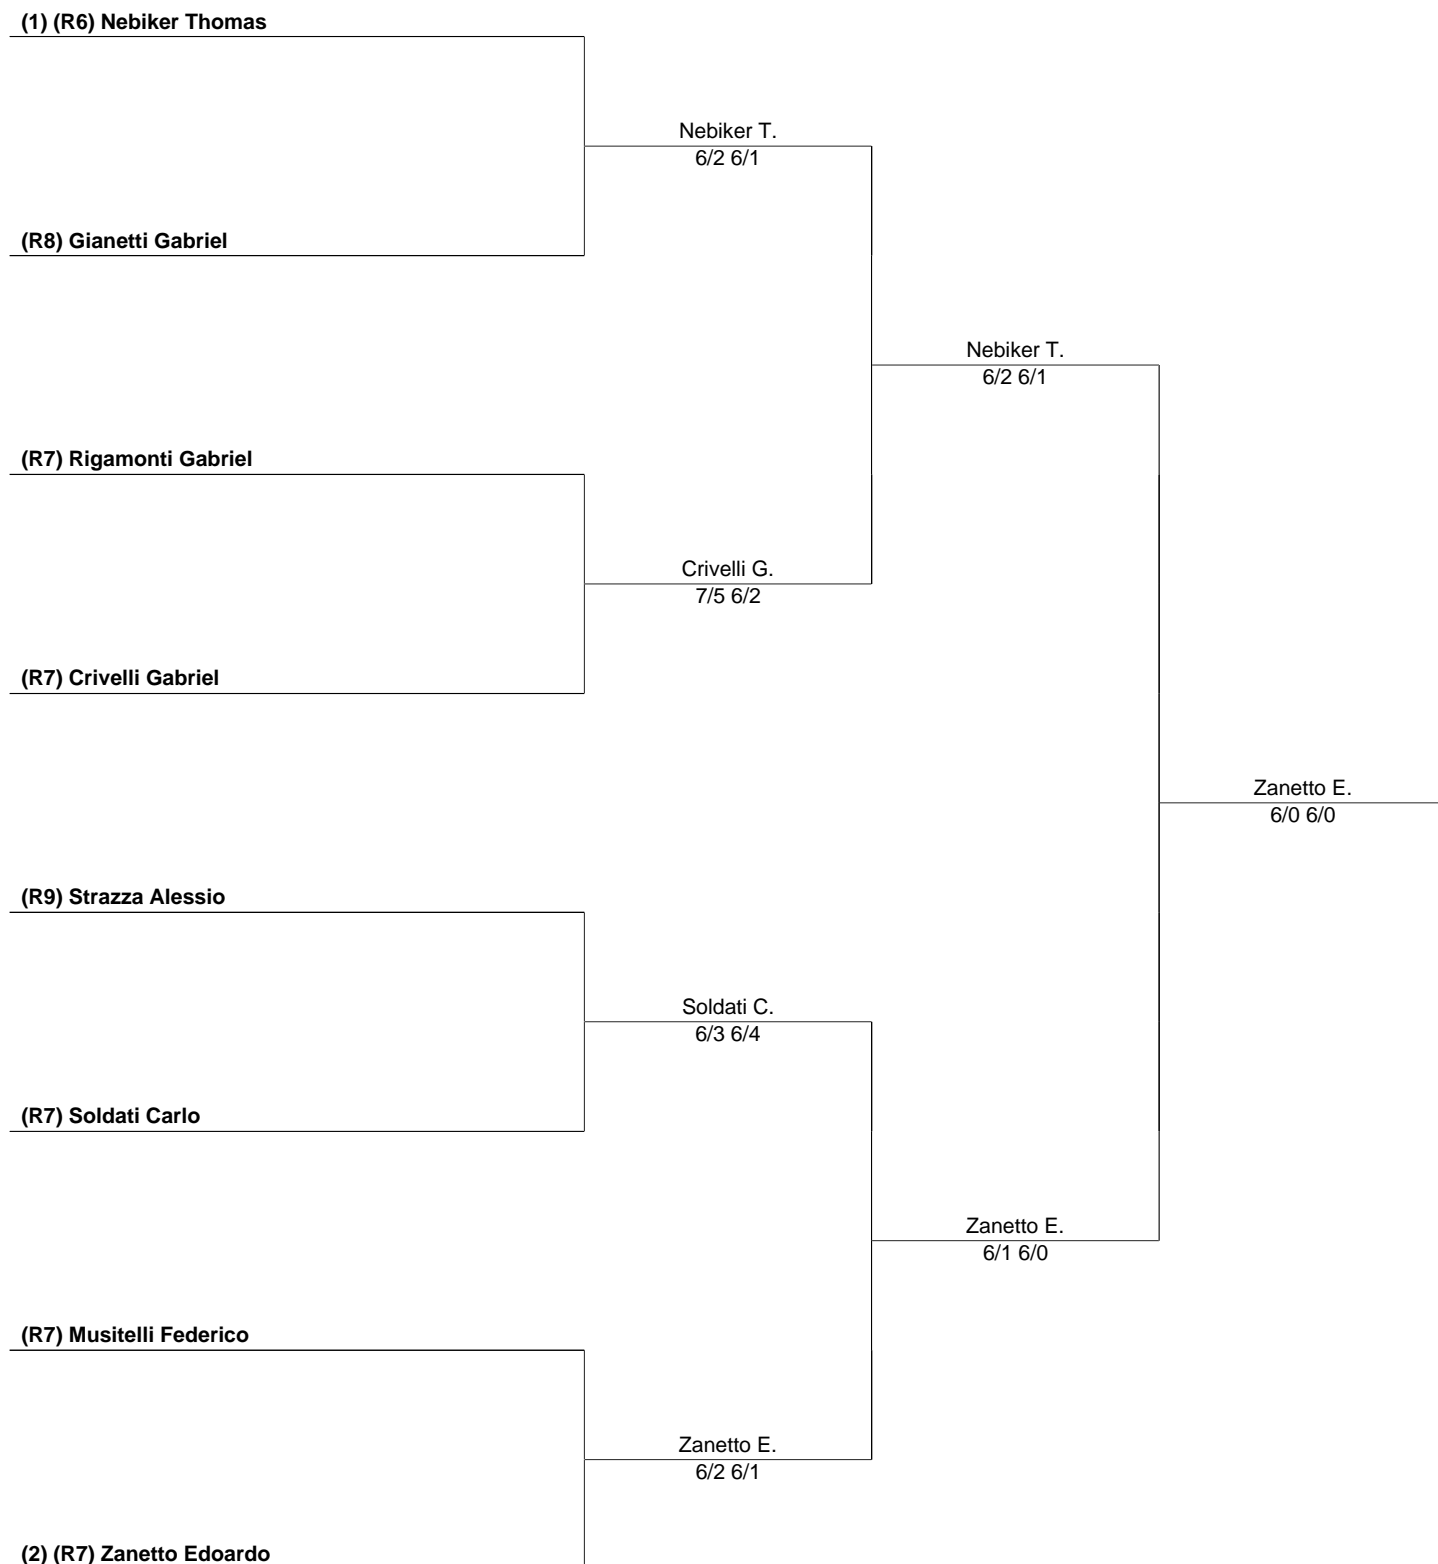 (1) (R6) Nebiker Thomas
Nebiker T.
6/2 6/1
(R8) Gianetti Gabriel
Nebiker T.
6/2 6/1
(R7) Rigamonti Gabriel
Crivelli G.
7/5 6/2
(R7) Crivelli Gabriel
Zanetto E.
6/0 6/0
(R9) Strazza Alessio
Soldati C.
6/3 6/4
(R7) Soldati Carlo
Zanetto E.
6/1 6/0
(R7) Musitelli Federico
Zanetto E.
6/2 6/1
(2) (R7) Zanetto Edoardo